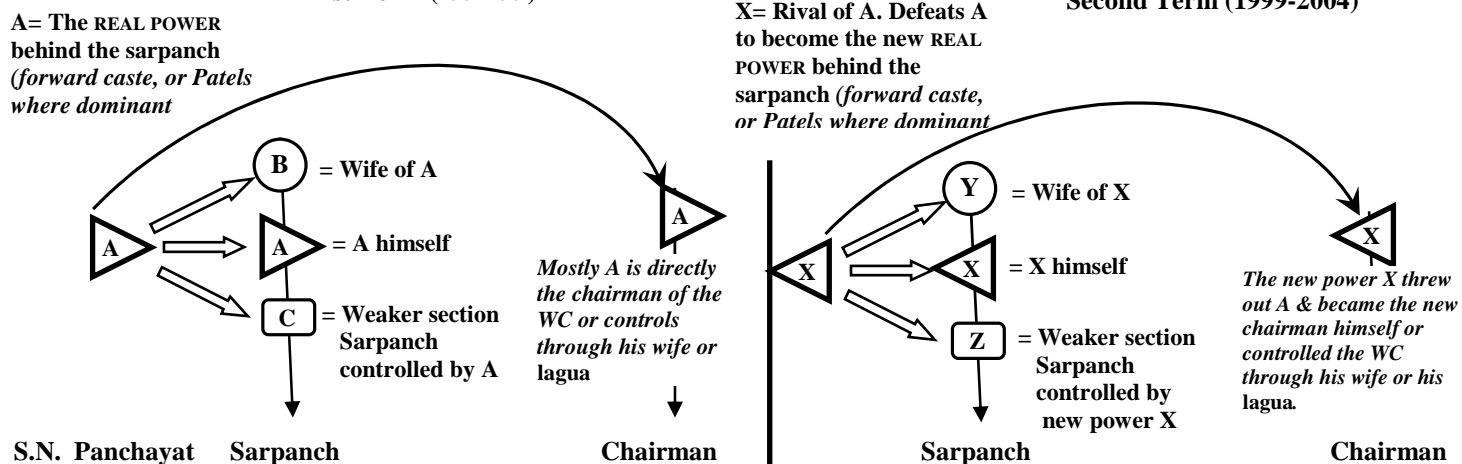 A= The REAL POWER
behind the sarpanch
(forward caste, or Patels
where dominant
B
= Wife of A
A
A
= A himself
C
= Weaker section
Sarpanch
controlled by A
A
Mostly A is directly
the chairman of the
WC or controls
through his wife or
lagua
S.N. Panchayat Sarpanch Chairman
Second Term (1999-2004)
X= Rival of A. Defeats A
to become the new REAL
POWER behind the
sarpanch (forward caste,
or Patels where dominant
Y
= Wife of X
X
X
= X himself
Z
= Weaker section
Sarpanch
controlled by
new power X
X
The new power X threw
out A & became the new
chairman himself or
controlled the WC
through his wife or his
lagua.
Sarpanch Chairman